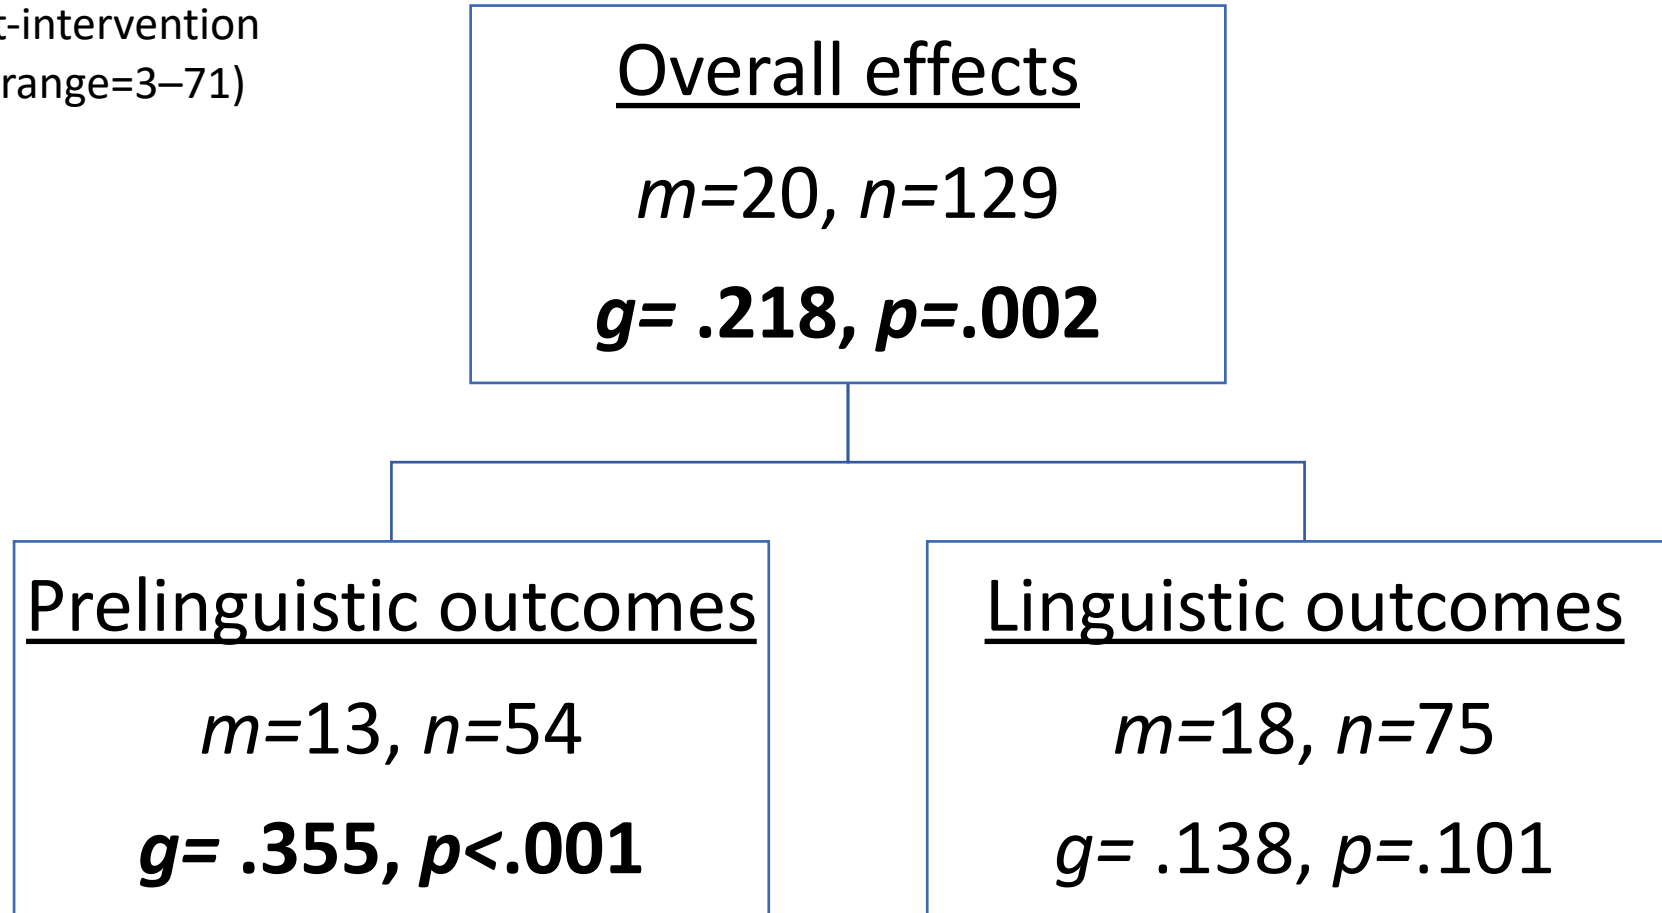 t-intervention
range=3–71)
Overall effects
m=20, n=129
g= .218, p=.002
Prelinguistic outcomes
m=13, n=54
g= .355, p<.001
Linguistic outcomes
m=18, n=75
g= .138, p=.101